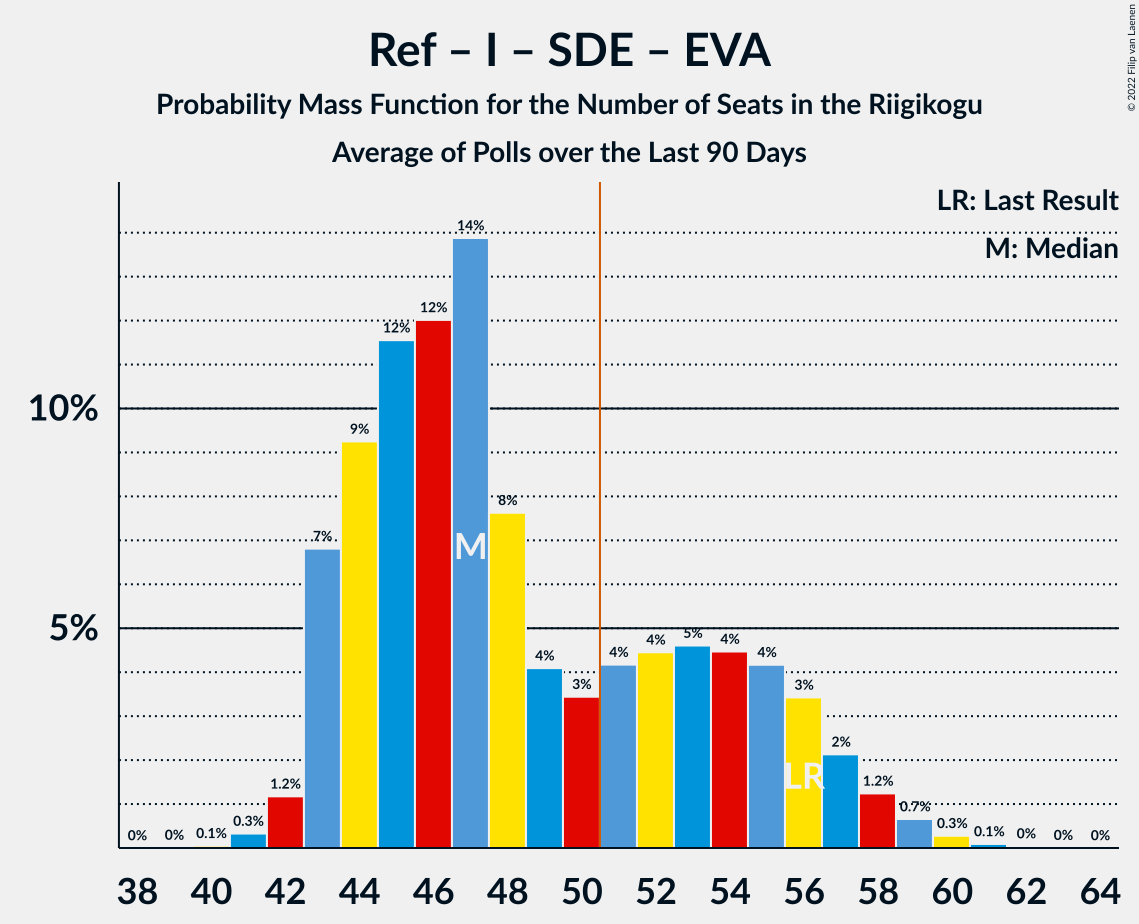 Ref – I – SDE – EVA
Probability Mass Function for the Number of Seats in the Riigikogu
Average of Polls over the Last 90 Days
© 2022 Filip van Laenen
LR: Last Result
M: Median
10%
5%
0% 0% 0.1% 0.3% 1.2% 7% 9% 12% 12% 14% 8% 4% 3% 4% 4% 5% 4% 4% 3% 2% 1.2% 0.7% 0.3% 0.1% 0% 0% 0%
M
LR
38 40 42 44 46 48 50 52 54 56 58 60 62 64